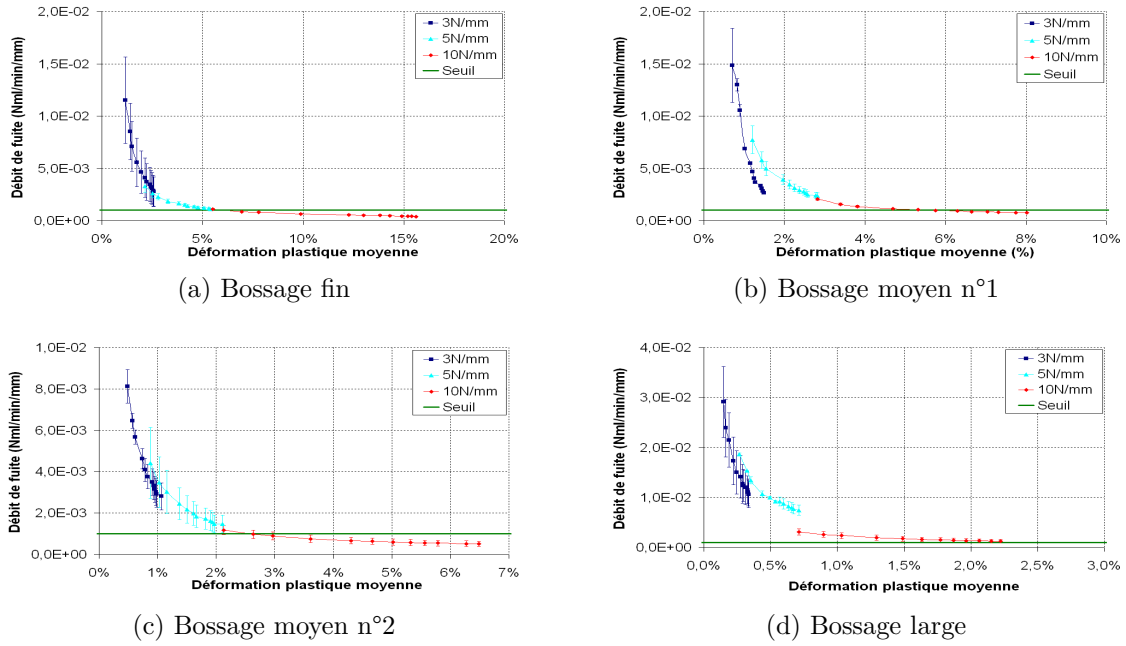 2,0E-02
1,5E-02
1,0E-02
5,0E-03
0,0E+00
Débit de fuite (Nml/min/mm)
3N/mm
5N/mm
10N/mm
Seuil
0% 5% 10% 15% 20%
Déformation plastique moyenne
(a) Bossage fin
2,0E-02
1,5E-02
1,0E-02
5,0E-03
0,0E+00
Débit de fuite (Nml/min/mm)
3N/mm
5N/mm
10N/mm
Seuil
0% 2% 4% 6% 8% 10%
Déformation plastique moyenne (%)
(b) Bossage moyen n°1
1,0E-02
8,0E-03
6,0E-03
4,0E-03
2,0E-03
0,0E+00
Débit de fuite (Nml/min/mm)
3N/mm
5N/mm
10N/mm
Seuil
0% 1% 2% 3% 4% 5% 6% 7%
Déformation plastique moyenne
(c) Bossage moyen n°2
4,0E-02
3,0E-02
2,0E-02
1,0E-02
0,0E+00
Débit de fuite (Nml/min/mm)
3N/mm
5N/mm
10N/mm
Seuil
0,0% 0,5% 1,0% 1,5% 2,0% 2,5% 3,0%
Déformation plastique moyenne
(d) Bossage large